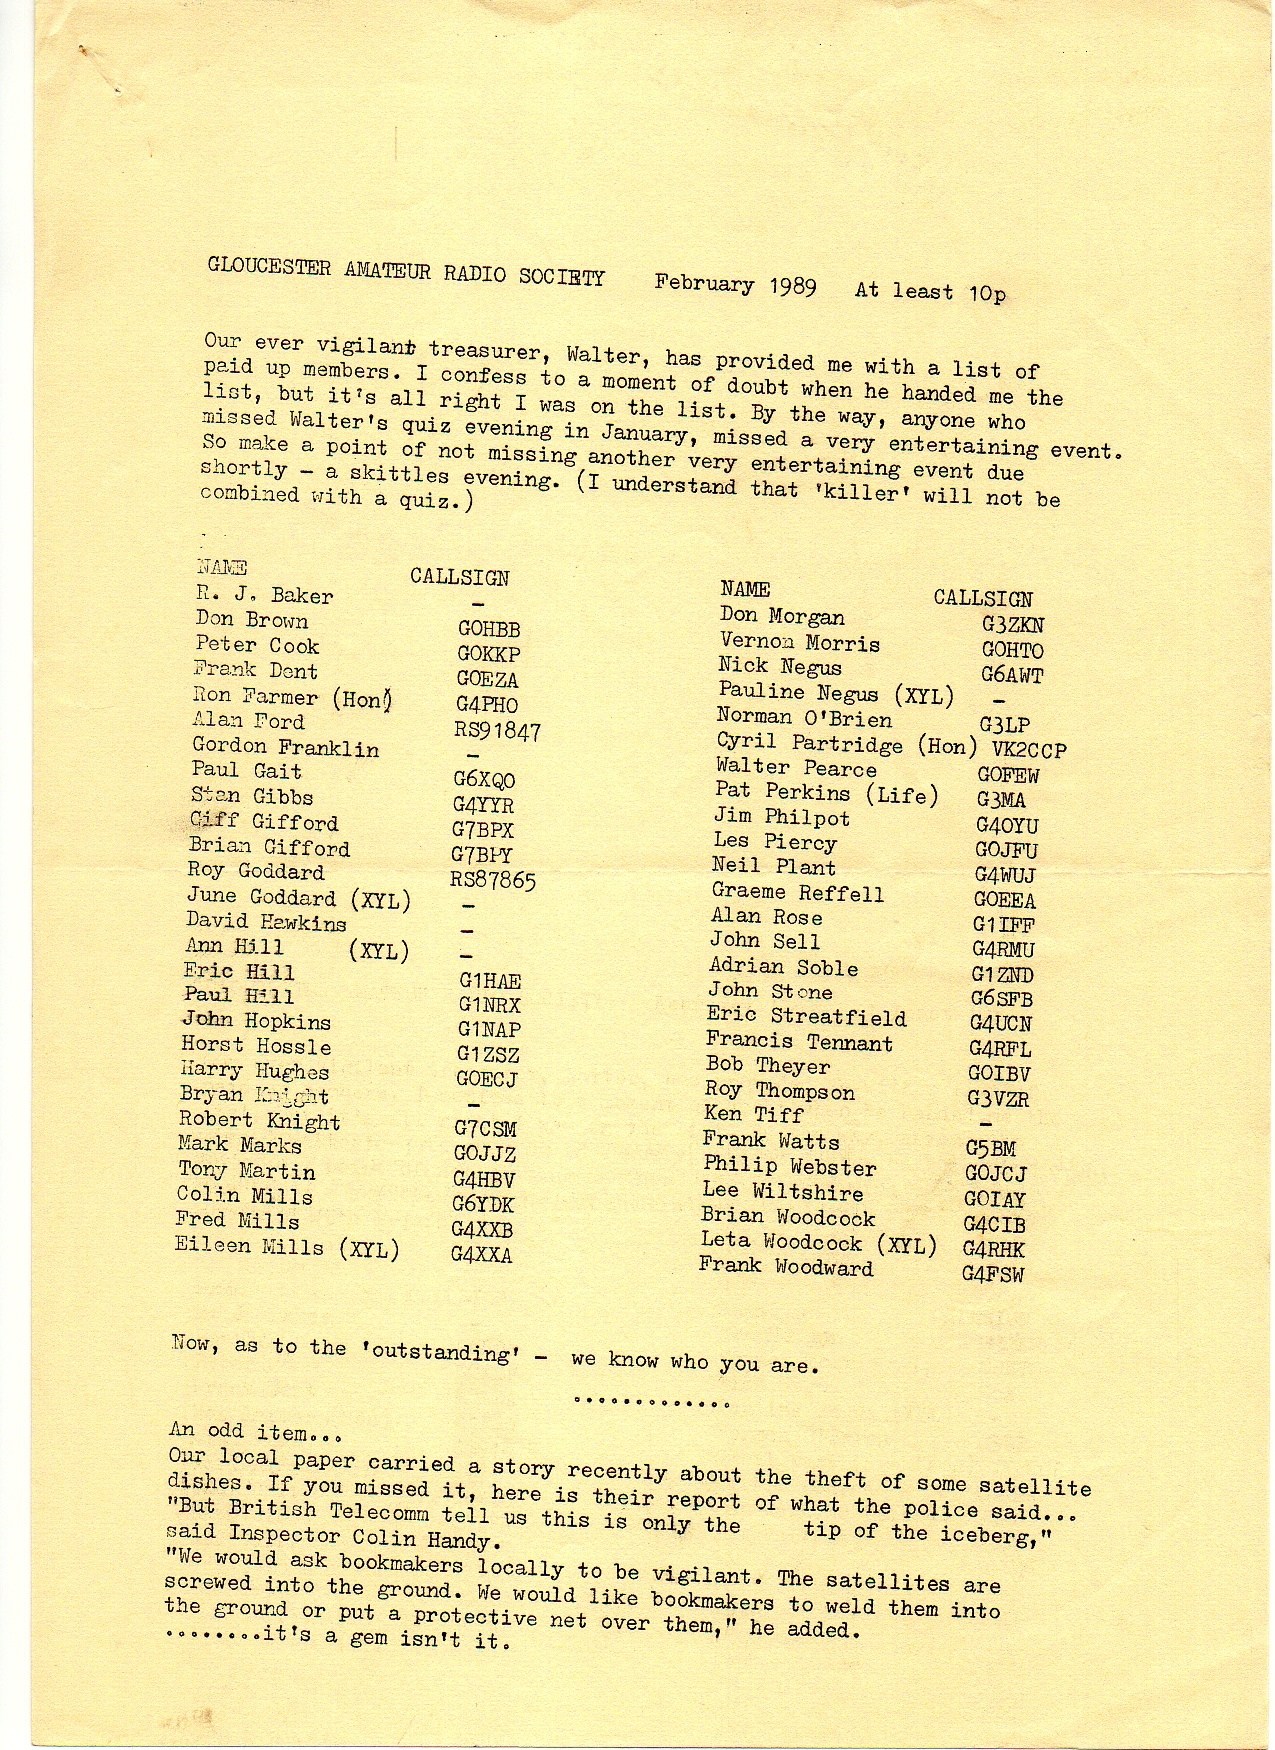 GLOUCESTER AMATEUR RADIO SOCIETY February 1989 At least 10p
Our ever vigilant treasurer, Walter, has provided me with a list of
paid up members. I confess to a moment of doubt when he handed me the
list, but it's all right I was on the list. By the way, anyone who
missed Walter's quiz evening in January, missed a very entertaining event.
So make a point of not missing another very entertaining event due
shortly - a skittles evening. (I understand that 'killer' will not be
combined with a quiz.)
NAME CALLSIGN
R. J. Baker -
Don Brown GOHBB
Peter Cook GOKKP
Frank Dent GOEZA
Ron Farmer (Hon) G4PHO
Alan Ford RS91847
Gordon Franklin -
Paul Gait G6XQO
Stan Gibbs G4YYR
Giff Gifford G7BPX
Brian Gifford G7BPY
Roy Goddard RS87865
June Goddard (XYL) -
David Hawkins -
Ann Hill (XYL) -
Eric Hill G1HAE
Paul Hill G1NRX
John Hopkins G1NAP
Horst Hossle G1ZSZ
Harry Hughes GOECJ
Bryan Knight -
Robert Knight G7CSM
Mark Marks GOJJZ
Tony Martin G4HBV
Colin Mills G6YDK
Fred Mills G4XXB
Eileen Mills (XYL) G4XXA
NAME CALLSIGN
Don Morgan G3ZKN
Vernon Morris GOHTO
Nick Negus G6AWT
Pauline Negus (XYL) -
Norman O'Brien G3LP
Cyril Partridge (Hon) VK2CCP
Walter Pearce GOFEW
Pat Perkins (Life) G3MA
Jim Philpot G4OYU
Les Piercy GOJFU
Neil Plant G4WUJ
Graeme Reffell GOEEA
Alan Rose G1IFF
John Sell G4RMU
Adrian Soble G1ZND
John Stone G6SFB
Eric Streatfield G4UCN
Francis Tennant G4RFL
Bob Theyer GOIBV
Roy Thompson G3VZR
Ken Tiff -
Frank Watts G5BM
Philip Webster GOJCJ
Lee Wiltshire GOIAY
Brian Woodcock G4CIB
Leta Woodcock (XYL) G4RHK
Frank Woodward G4FSW
Now, as to the 'outstanding' - we know who you are.
.............
An odd item...
Our local paper carried a story recently about the theft of some satellite
dishes. If you missed it, here is their report of what the police said...
"But British Telecomm tell us this is only the tip of the iceberg,"
said Inspector Colin Handy.
"We would ask bookmakers locally to be vigilant. The satellites are
screwed into the ground. We would like bookmakers to weld them into
the ground or put a protective net over them," he added.
........it's a gem isn't it.